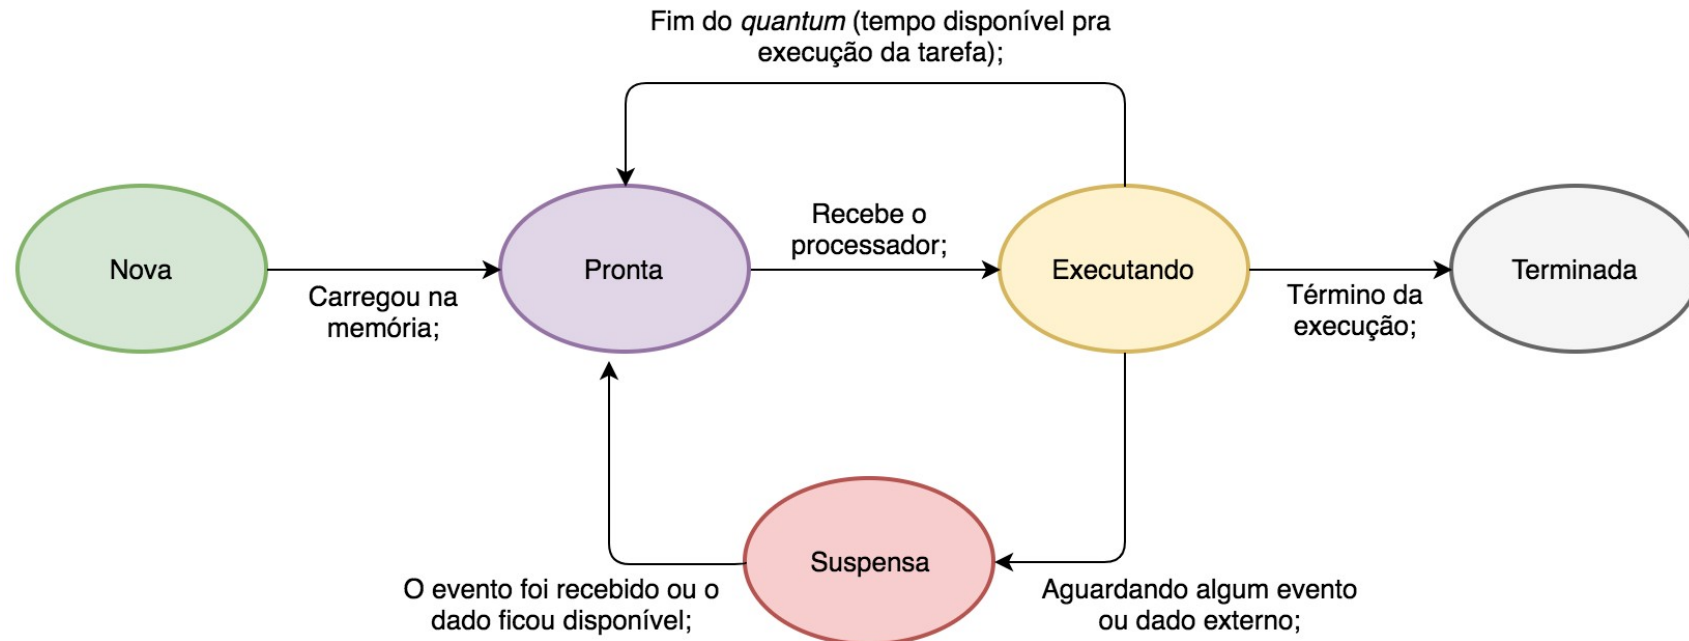 Fim do quantum (tempo disponível pra
execução da tarefa);
Nova
Carregou na
memória;
Pronta
Recebe o
processador;
Executando
Término da
execução;
Terminada
O evento foi recebido ou o
dado ficou disponível;
Suspensa
Aguardando algum evento
ou dado externo;